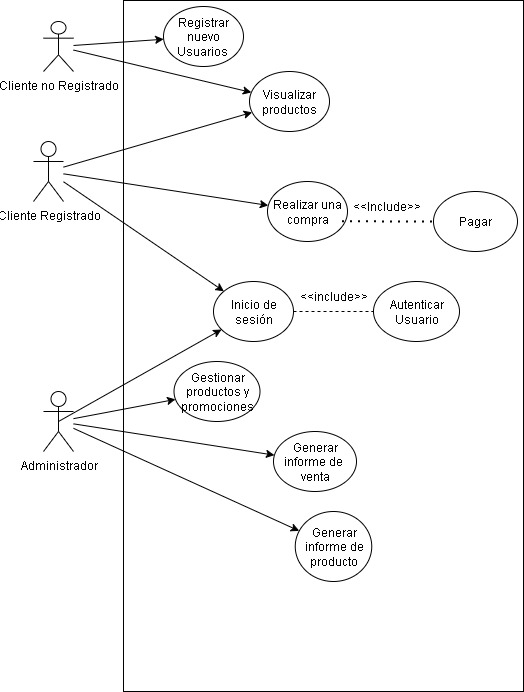 Registrar
nuevo
Usuarios
Cliente no Registrado
Visualizar
productos
Cliente Registrado
Realizar una
compra
<<Include>>
Pagar
Inicio de
sesión
<<include>>
Autenticar
Usuario
Gestionar
productos y
promociones
Administrador
Generar
informe de
venta
Generar
informe de
producto